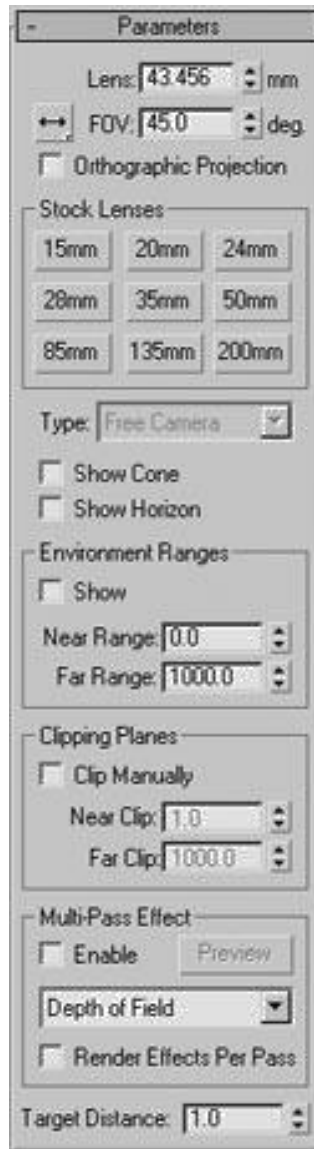 - Parameters
Lens: 43.456 mm
FOV: 45.0 deg.
Orthographic Projection
Stock Lenses
15mm 20mm 24mm
28mm 35mm 50mm
85mm 135mm 200mm
Type: Free Camera
Show Cone
Show Horizon
Environment Ranges
Show
Near Range: 0.0
Far Range: 1000.0
Clipping Planes
Clip Manually
Near Clip: 1.0
Far Clip: 1000.0
Multi-Pass Effect
Enable Preview
Depth of Field
Render Effects Per Pass
Target Distance: 1.0